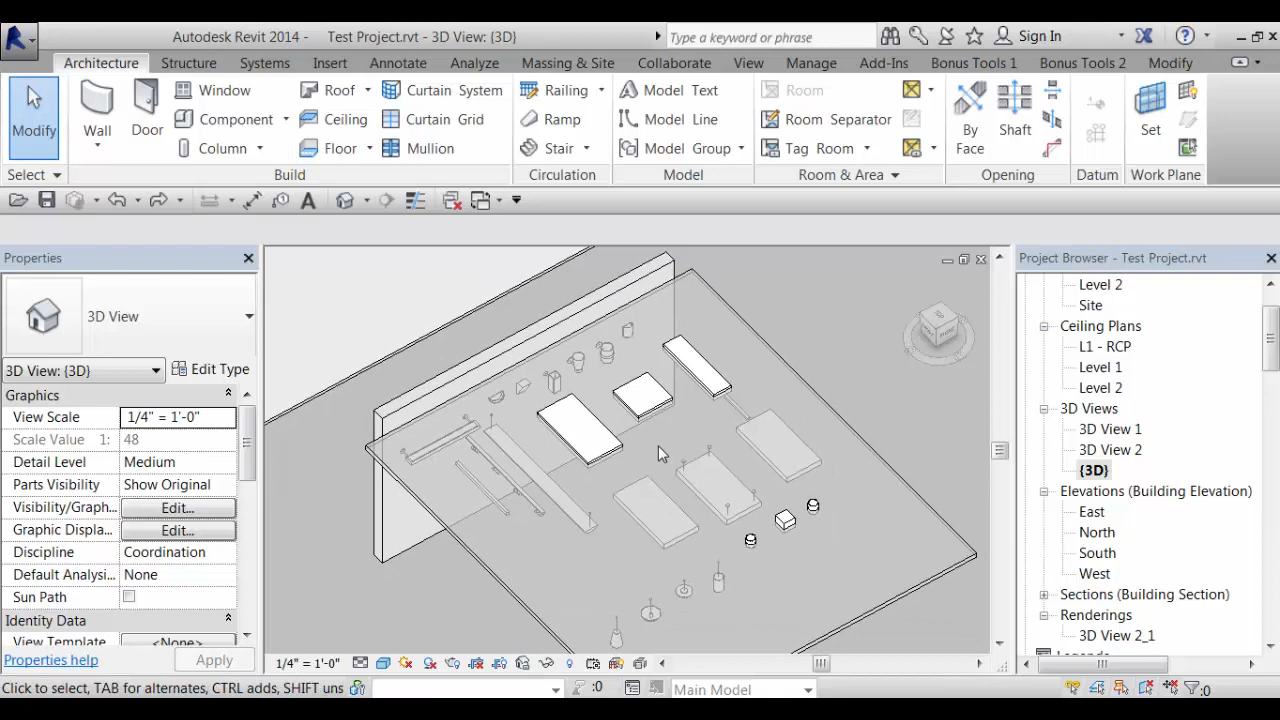 Autodesk Revit 2014 - Test Project.rvt - 3D View: {3D}
Type a keyword or phrase
Sign In
Architecture Structure Systems Insert Annotate Analyze Massing & Site Collaborate View Manage Add-Ins Bonus Tools 1 Bonus Tools 2 Modify
Modify
Wall
Door
Window
Component
Column
Roof
Ceiling
Floor
Curtain System
Curtain Grid
Mullion
Railing
Ramp
Stair
Model Text
Model Line
Model Group
Room
Room Separator
Tag Room
By Face
Shaft
Set
Select
Build
Circulation
Model
Room & Area
Opening
Datum
Work Plane
Properties
3D View
3D View: {3D}
Edit Type
Graphics
View Scale 1/4" = 1'-0"
Scale Value 1: 48
Detail Level Medium
Parts Visibility Show Original
Visibility/Graph... Edit...
Graphic Displa... Edit...
Discipline Coordination
Default Analysi... None
Sun Path
Identity Data
View Template <None>
Properties help
Apply
1/4" = 1'-0"
Project Browser - Test Project.rvt
Level 2
Site
Ceiling Plans
L1 - RCP
Level 1
Level 2
3D Views
3D View 1
3D View 2
{3D}
Elevations (Building Elevation)
East
North
South
West
Sections (Building Section)
Renderings
3D View 2_1
Legends
Click to select, TAB for alternates, CTRL adds, SHIFT uns
:0
Main Model
:0